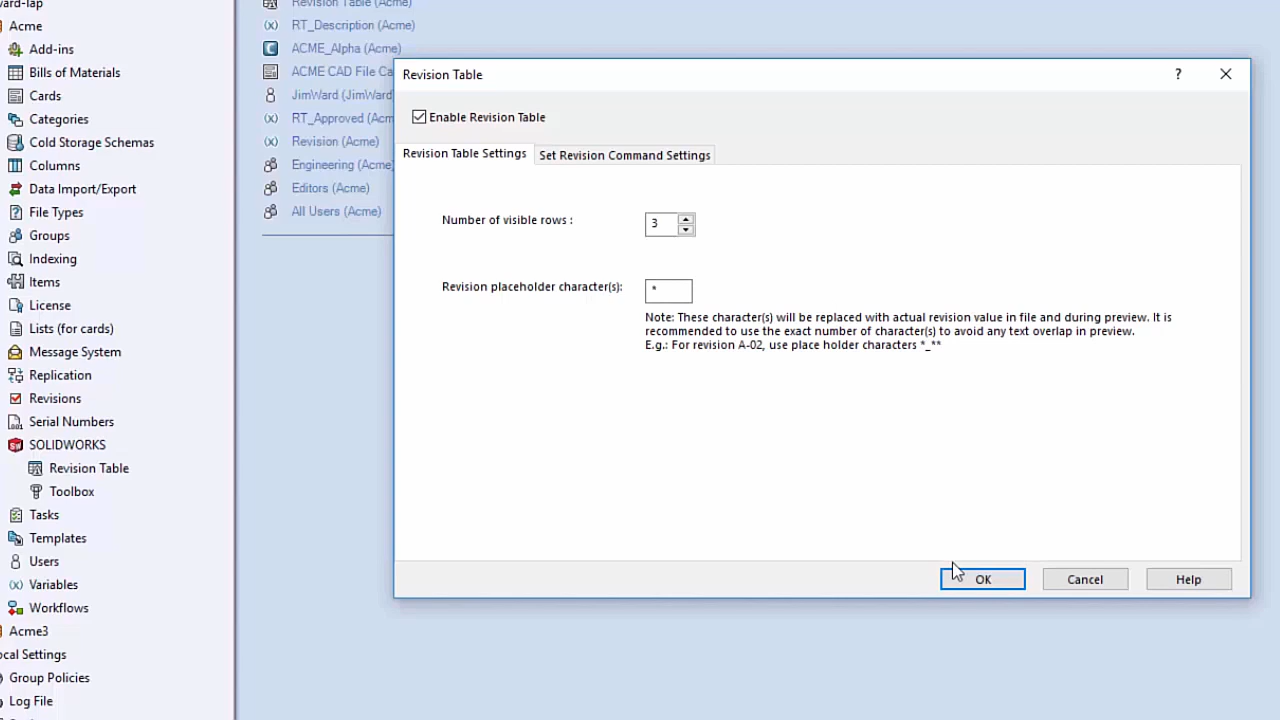 ward-lap
Acme
Add-ins
Bills of Materials
Cards
Categories
Cold Storage Schemas
Columns
Data Import/Export
File Types
Groups
Indexing
Items
License
Lists (for cards)
Message System
Replication
Revisions
Serial Numbers
SOLIDWORKS
Revision Table
Toolbox
Tasks
Templates
Users
Variables
Workflows
Acme3
ocal Settings
Group Policies
Log File
Revision Table (Acme)
RT_Description (Acme)
ACME_Alpha (Acme)
ACME CAD File Ca
JimWard (JimWard
RT_Approved (Acm
Revision (Acme)
Engineering (Acme
Editors (Acme)
All Users (Acme)
Revision Table
?
Enable Revision Table
Revision Table Settings
Set Revision Command Settings
Number of visible rows :
3
Revision placeholder character(s):
*
Note: These character(s) will be replaced with actual revision value in file and during preview. It is
recommended to use the exact number of character(s) to avoid any text overlap in preview.
E.g.: For revision A-02, use place holder characters *_**
OK
Cancel
Help